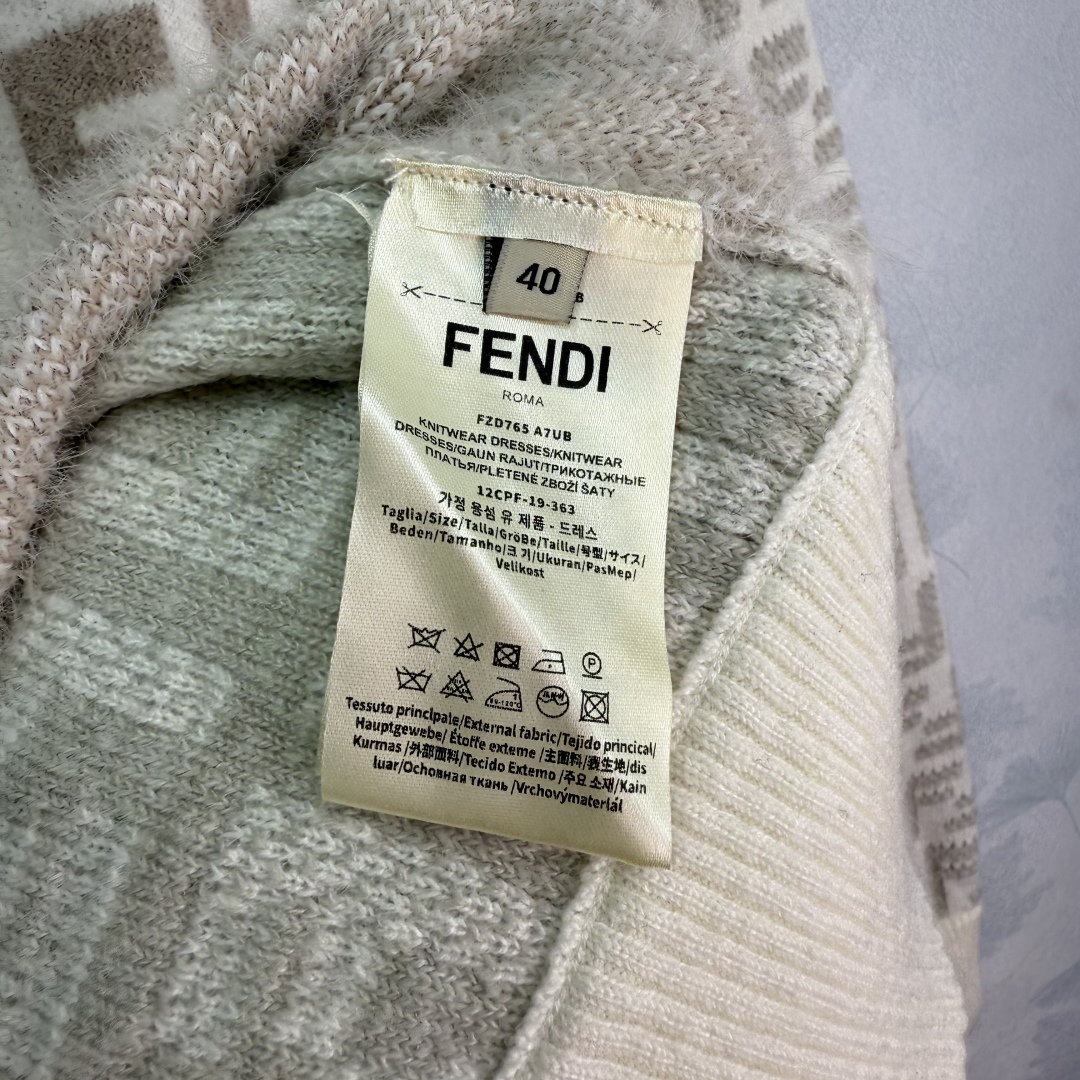 40
B
FENDI
ROMA
FZD765 A7UB
KNITWEAR DRESSES/KNITWEAR
DRESSES/GAUN RAJUT/ТРИКОТАЖНЫЕ
ПЛАТЬЯ/PLETENÉ ZBOŽÍ ŠATY
12CPF-19-363
가정 용섬 유 제품 - 드레스
Taglia/Size/Talla/GröBe/Taille/号型/サイズ/
Beden/Tamanho/크 기/Ukuran/PasMep/
Velikost
P
Tessuto principale/External fabric/Tejido princical/
Hauptgewebe/ Étoffe exteme /主面料/表生地/dis
Kurmas /外部面料/Tecido Extemo /주요 소재/Kain
luar/Основная ткань /Vrchovýmateriál